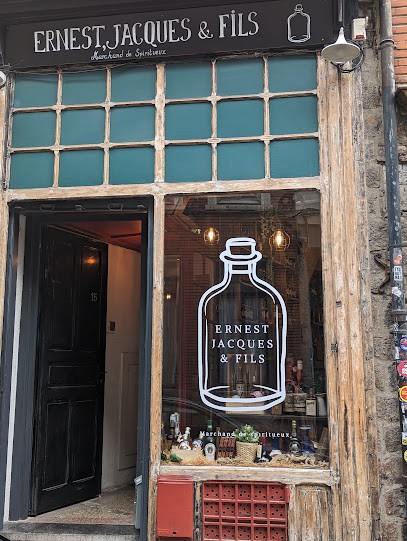 ERNEST, JACQUES & FILS
Marchand de Spiritueux
15
ERNEST
JACQUES
& FILS
Marchand de spiritueux